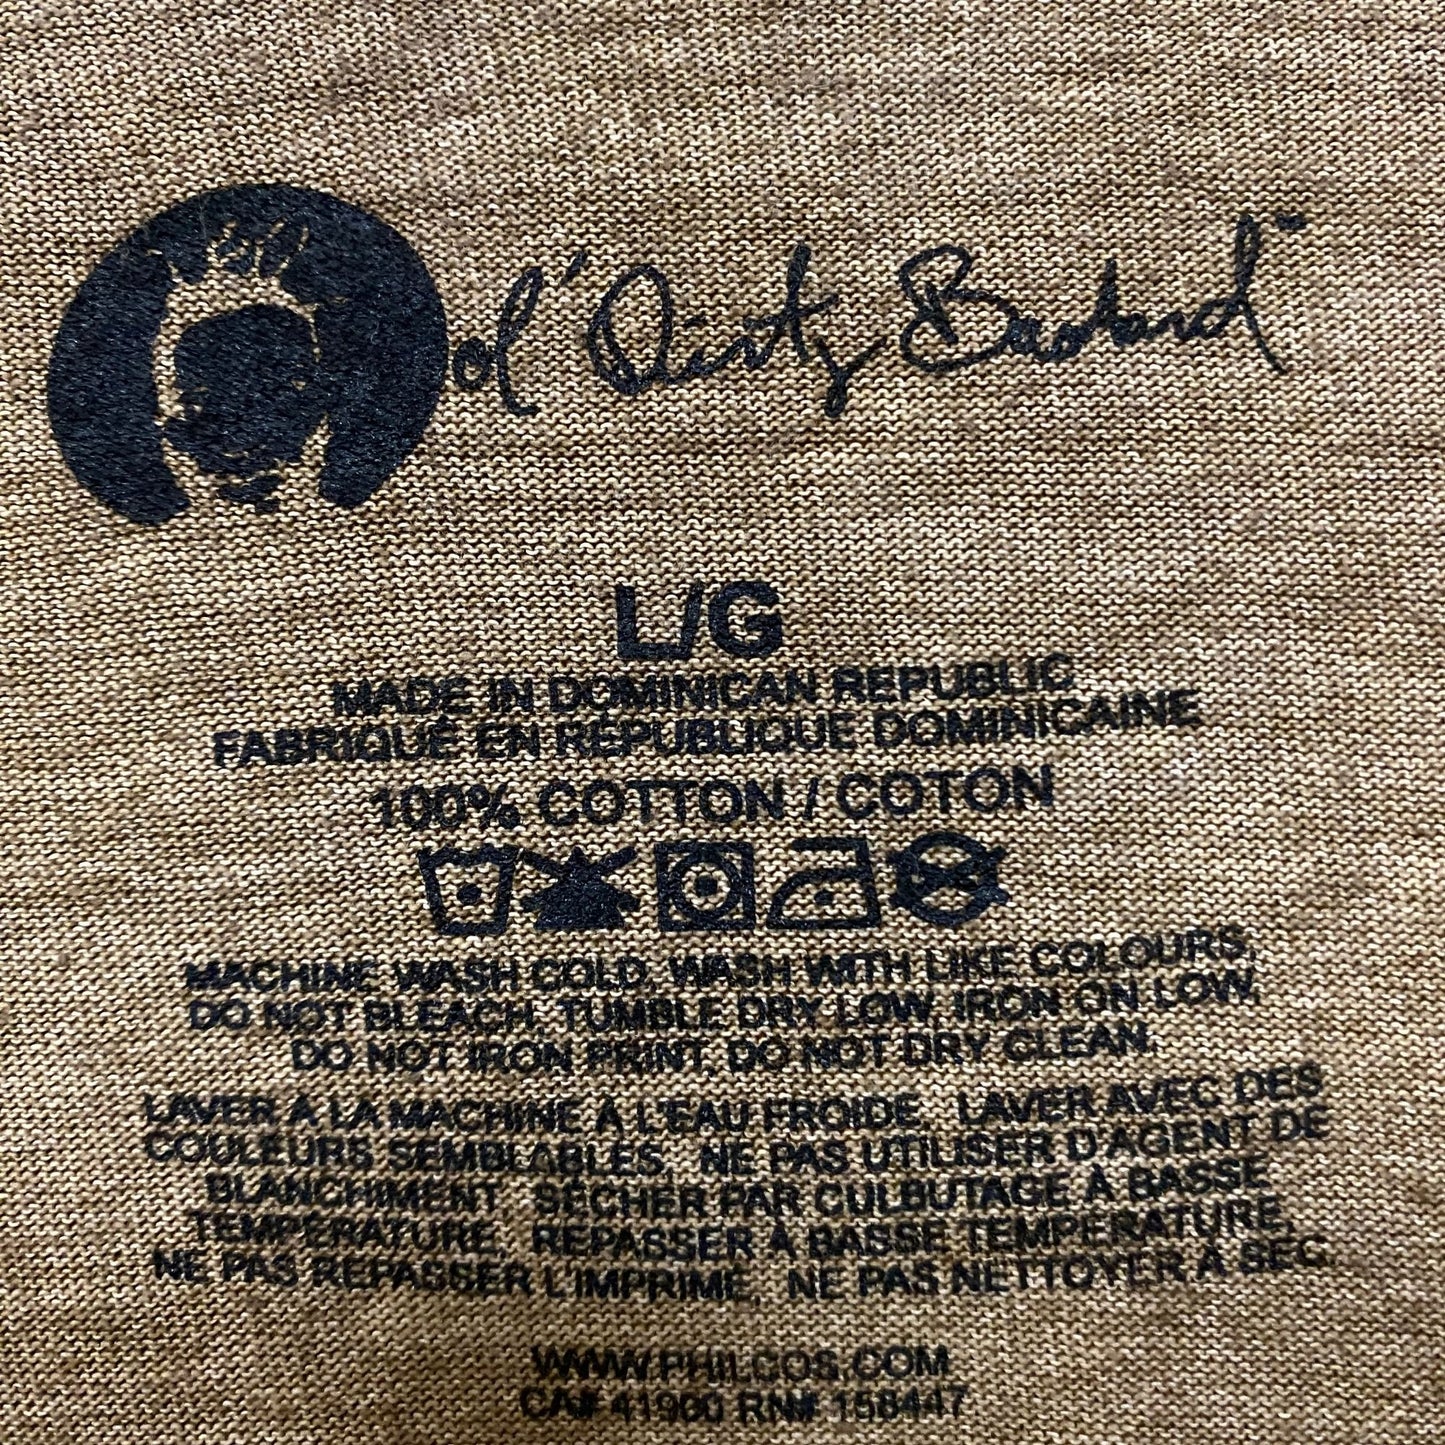 ol' Dirty Bastard™
L/G
MADE IN DOMINICAN REPUBLIC
FABRIQUÉ EN RÉPUBLIQUE DOMINICAINE
100% COTTON / COTON
MACHINE WASH COLD, WASH WITH LIKE COLOURS,
DO NOT BLEACH, TUMBLE DRY LOW, IRON ON LOW,
DO NOT IRON PRINT, DO NOT DRY CLEAN.
LAVER À LA MACHINE À L'EAU FROIDE, LAVER AVEC DES
COULEURS SEMBLABLES, NE PAS UTILISER D'AGENT DE
BLANCHIMENT, SÉCHER PAR CULBUTAGE À BASSE
TEMPÉRATURE, REPASSER À BASSE TEMPÉRATURE,
NE PAS REPASSER L'IMPRIMÉ, NE PAS NETTOYER À SEC.
WWW.PHILCOS.COM
CA# 41900 RN# 158447